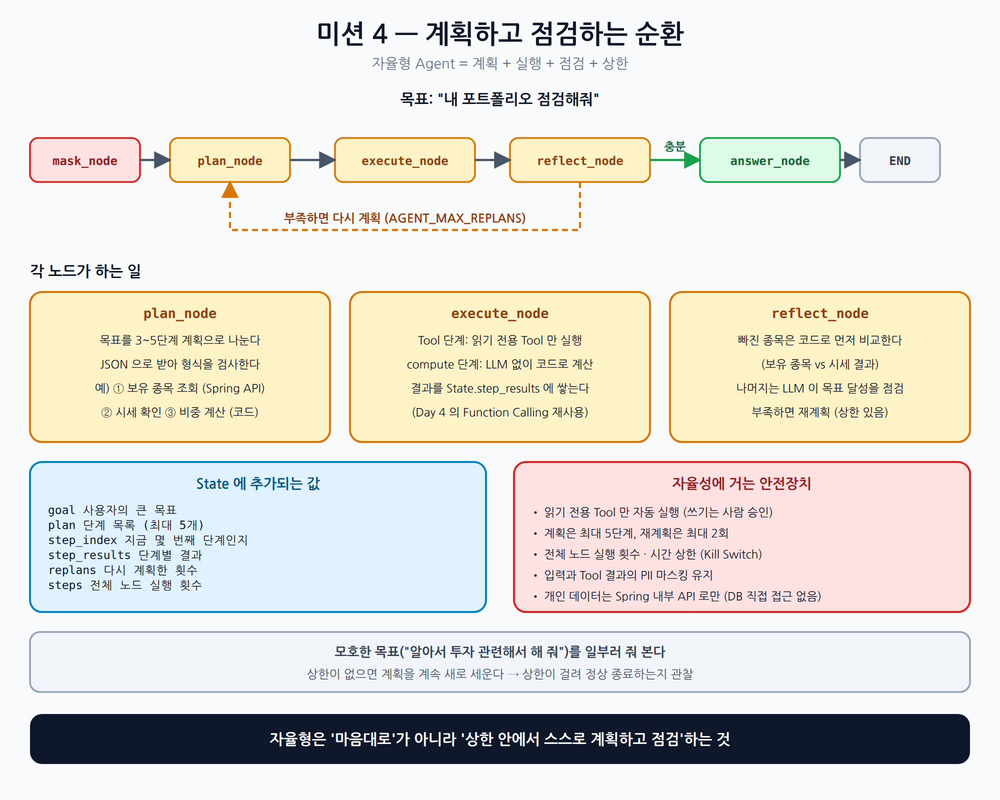 미션 4 — 계획하고 점검하는 순환
자율형 Agent = 계획 + 실행 + 점검 + 상한
목표: "내 포트폴리오 점검해줘"
mask_node
plan_node
execute_node
reflect_node
충분
answer_node
END
부족하면 다시 계획 (AGENT_MAX_REPLANS)
각 노드가 하는 일
plan_node
목표를 3~5단계 계획으로 나눈다
JSON 으로 받아 형식을 검사한다
예) ① 보유 종목 조회 (Spring API)
② 시세 확인 ③ 비중 계산 (코드)
execute_node
Tool 단계: 읽기 전용 Tool 만 실행
compute 단계: LLM 없이 코드로 계산
결과를 State.step_results 에 쌓는다
(Day 4 의 Function Calling 재사용)
reflect_node
빠진 종목은 코드로 먼저 비교한다
(보유 종목 vs 시세 결과)
나머지는 LLM 이 목표 달성을 점검
부족하면 재계획 (상한 있음)
State 에 추가되는 값
goal 사용자의 큰 목표
plan 단계 목록 (최대 5개)
step_index 지금 몇 번째 단계인지
step_results 단계별 결과
replans 다시 계획한 횟수
steps 전체 노드 실행 횟수
자율성에 거는 안전장치
• 읽기 전용 Tool 만 자동 실행 (쓰기는 사람 승인)
• 계획은 최대 5단계, 재계획은 최대 2회
• 전체 노드 실행 횟수 · 시간 상한 (Kill Switch)
• 입력과 Tool 결과의 PII 마스킹 유지
• 개인 데이터는 Spring 내부 API 로만 (DB 직접 접근 없음)
모호한 목표("알아서 투자 관련해서 해 줘")를 일부러 줘 본다
상한이 없으면 계획을 계속 새로 세운다 → 상한이 걸려 정상 종료하는지 관찰
자율형은 '마음대로'가 아니라 '상한 안에서 스스로 계획하고 점검'하는 것